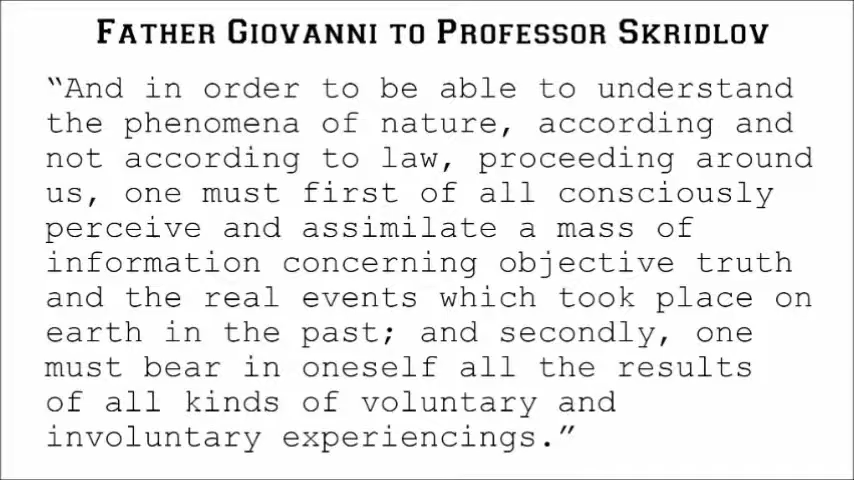 FATHER GIOVANNI TO PROFESSOR SKRIDLOV
“And in order to be able to understand
the phenomena of nature, according and
not according to law, proceeding around
us, one must first of all consciously
perceive and assimilate a mass of
information concerning objective truth
and the real events which took place on
earth in the past; and secondly, one
must bear in oneself all the results
of all kinds of voluntary and
involuntary experiencings.”